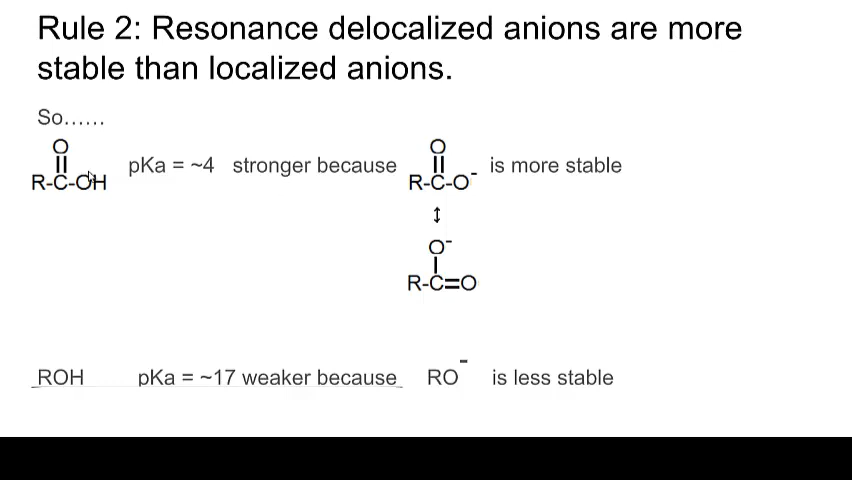 Rule 2: Resonance delocalized anions are more
stable than localized anions.
So......
O
R-C-OH pKa = ~4 stronger because
O
R-C-O- is more stable
O-
R-C=O
ROH pKa = ~17 weaker because RO- is less stable